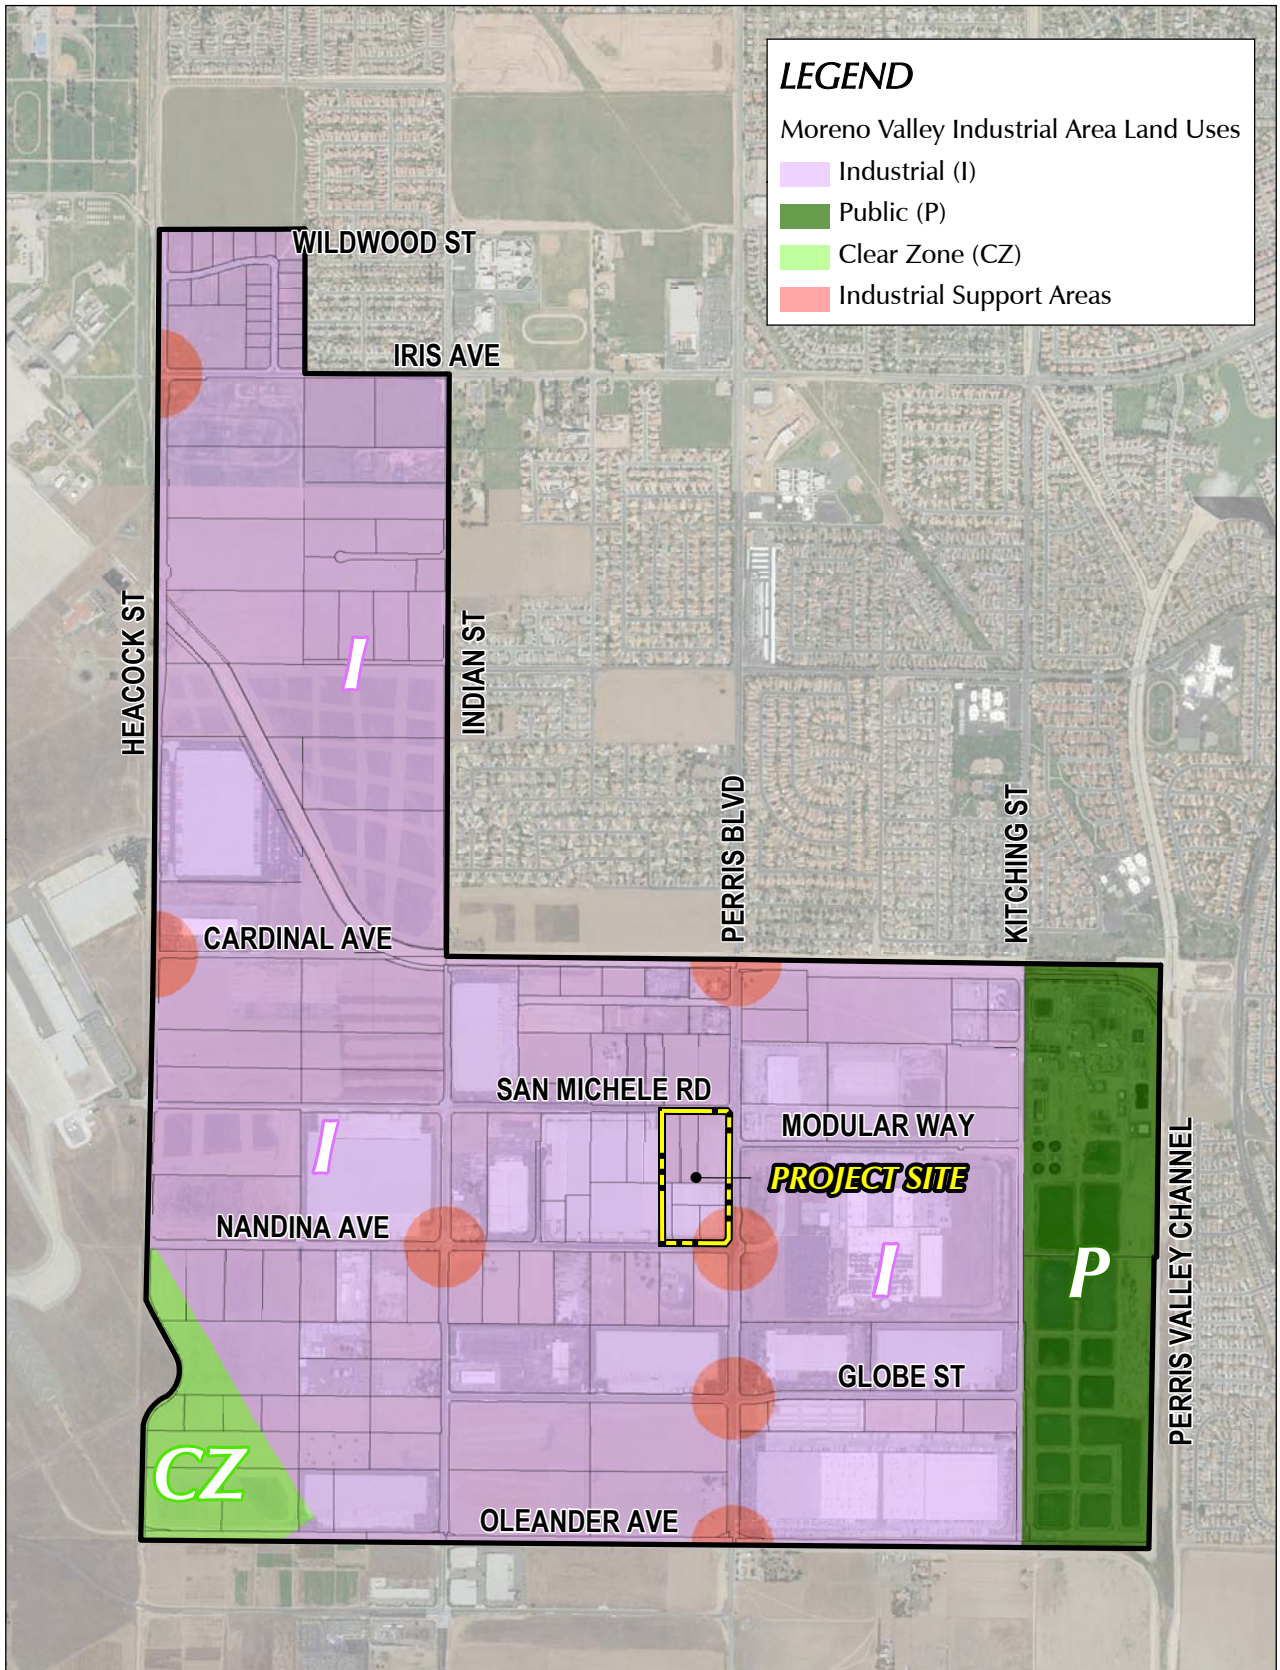 LEGEND
Moreno Valley Industrial Area Land Uses
Industrial (I)
Public (P)
Clear Zone (CZ)
Industrial Support Areas
WILDWOOD ST
IRIS AVE
HEACOCK ST
I
INDIAN ST
PERRIS BLVD
KITCHING ST
CARDINAL AVE
SAN MICHELE RD
MODULAR WAY
I
PROJECT SITE
NANDINA AVE
I
P
PERRIS VALLEY CHANNEL
GLOBE ST
CZ
OLEANDER AVE